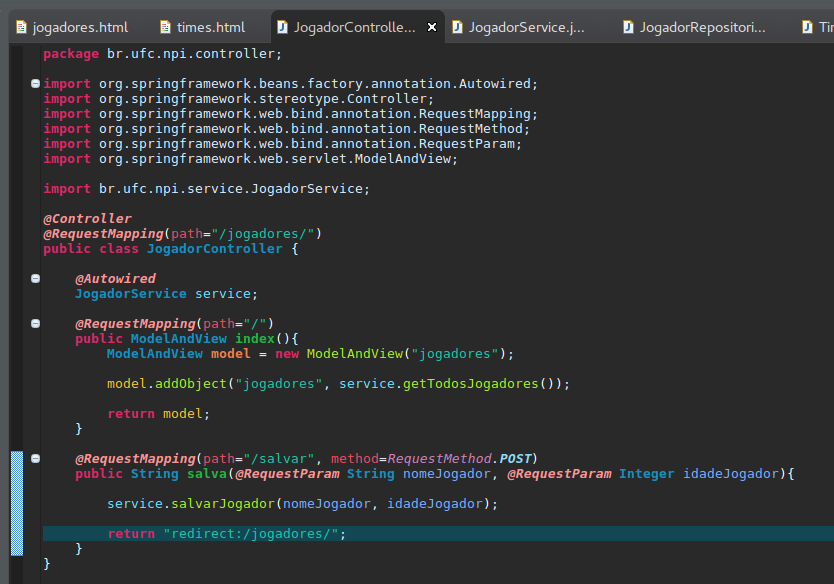 jogadores.html times.html JogadorControlle... JogadorService.j... JogadorRepositori...
package br.ufc.npi.controller;
import org.springframework.beans.factory.annotation.Autowired;
import org.springframework.stereotype.Controller;
import org.springframework.web.bind.annotation.RequestMapping;
import org.springframework.web.bind.annotation.RequestMethod;
import org.springframework.web.bind.annotation.RequestParam;
import org.springframework.web.servlet.ModelAndView;
import br.ufc.npi.service.JogadorService;
@Controller
@RequestMapping(path="/jogadores/")
public class JogadorController {
@Autowired
JogadorService service;
@RequestMapping(path="/")
public ModelAndView index(){
ModelAndView model = new ModelAndView("jogadores");
model.addObject("jogadores", service.getTodosJogadores());
return model;
}
@RequestMapping(path="/salvar", method=RequestMethod.POST)
public String salva(@RequestParam String nomeJogador, @RequestParam Integer idadeJogador){
service.salvarJogador(nomeJogador, idadeJogador);
return "redirect:/jogadores/";
}
}